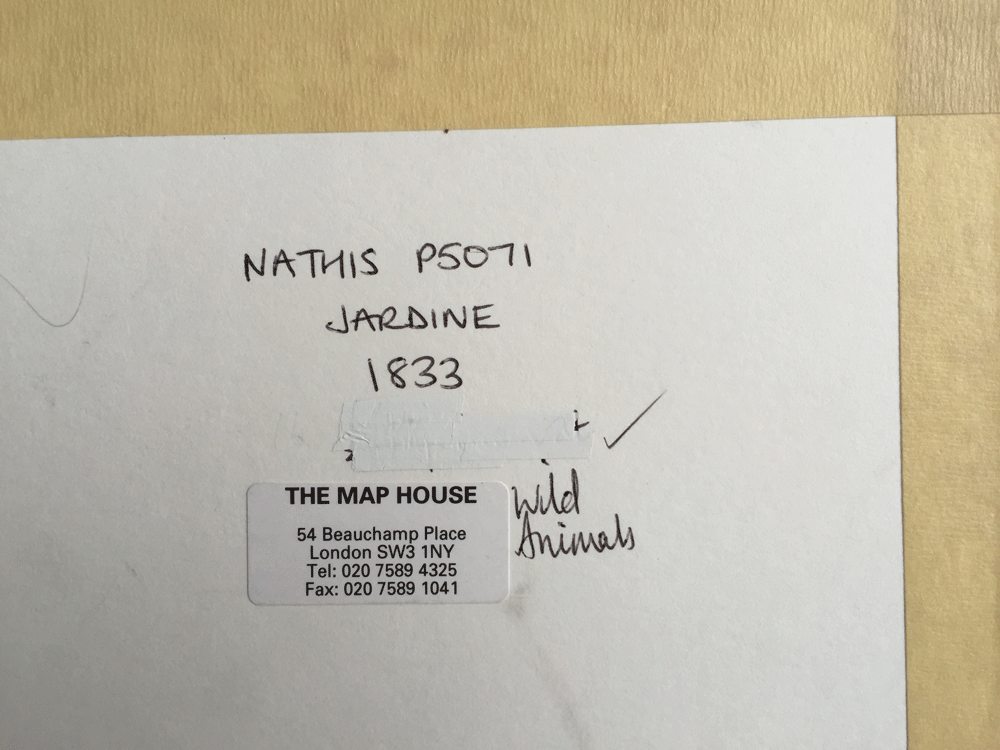 NATHIS P5071
JARDINE
1833
THE MAP HOUSE
54 Beauchamp Place
London SW3 1NY
Tel: 020 7589 4325
Fax: 020 7589 1041
Wild
Animals